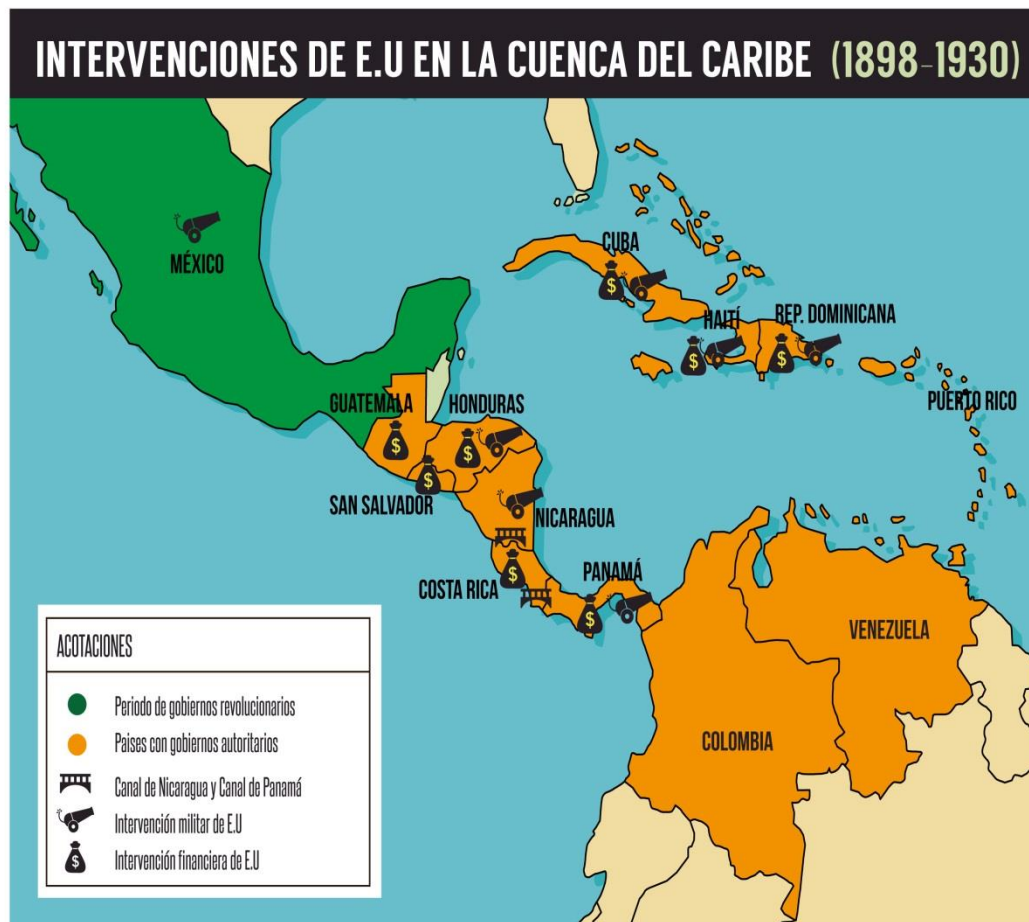 INTERVENCIONES DE E.U EN LA CUENCA DEL CARIBE (1898-1930)
MÉXICO
CUBA
$
HAITÍ
REP. DOMINICANA
$
$
PUERTO RICO
GUATEMALA
HONDURAS
$
$
$
SAN SALVADOR
NICARAGUA
COSTA RICA
$
PANAMÁ
$
VENEZUELA
COLOMBIA
ACOTACIONES
Periodo de gobiernos revolucionarios
Paises con gobiernos autoritarios
Canal de Nicaragua y Canal de Panamá
Intervención militar de E.U
$
Intervención financiera de E.U